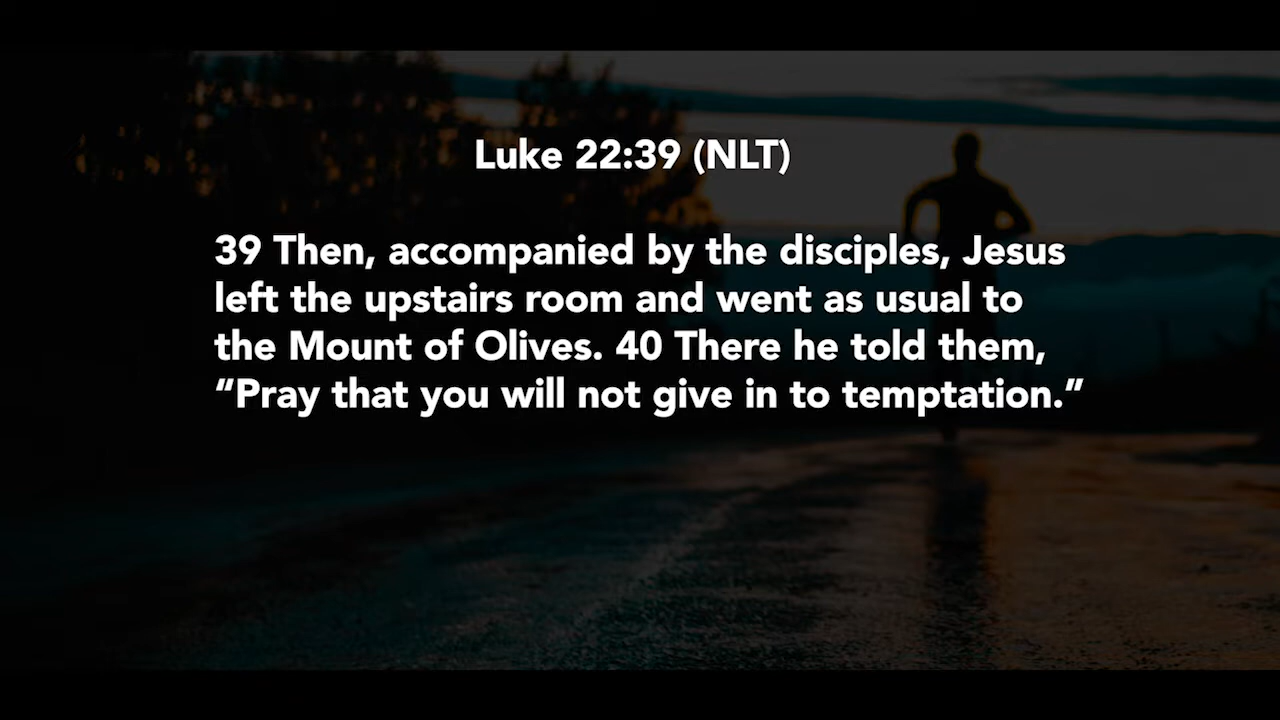 Luke 22:39 (NLT)
39 Then, accompanied by the disciples, Jesus
left the upstairs room and went as usual to
the Mount of Olives. 40 There he told them,
“Pray that you will not give in to temptation.”